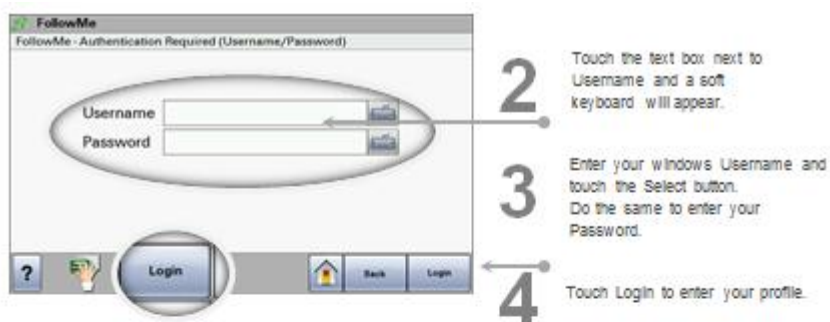 FollowMe
FollowMe - Authentication Required (Username/Password)
Username
Password
?
Login
Back
Login
2
Touch the text box next to
Username and a soft
keyboard will appear.
3
Enter your windows Username and
touch the Select button.
Do the same to enter your
Password.
4
Touch Login to enter your profile.